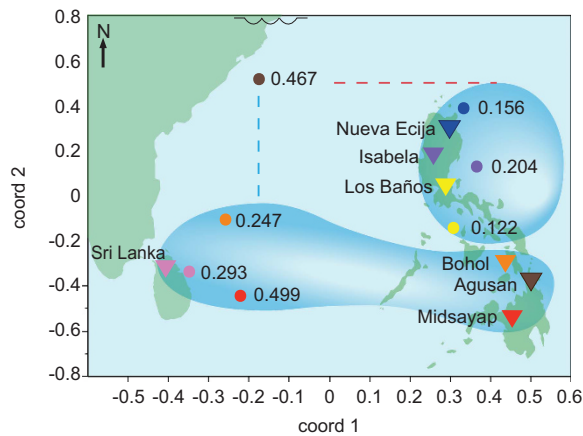 0.8
0.6
0.4
0.2
0
-0.2
-0.4
-0.6
-0.8
coord 2
N
0.467
0.156
Nueva Ecija
Isabela
0.204
Los Baños
0.247
0.122
Sri Lanka
0.293
Bohol
Agusan
0.499
Midsayap
-0.5 -0.4 -0.3 -0.2 -0.1 0 0.1 0.2 0.3 0.4 0.5 0.6
coord 1